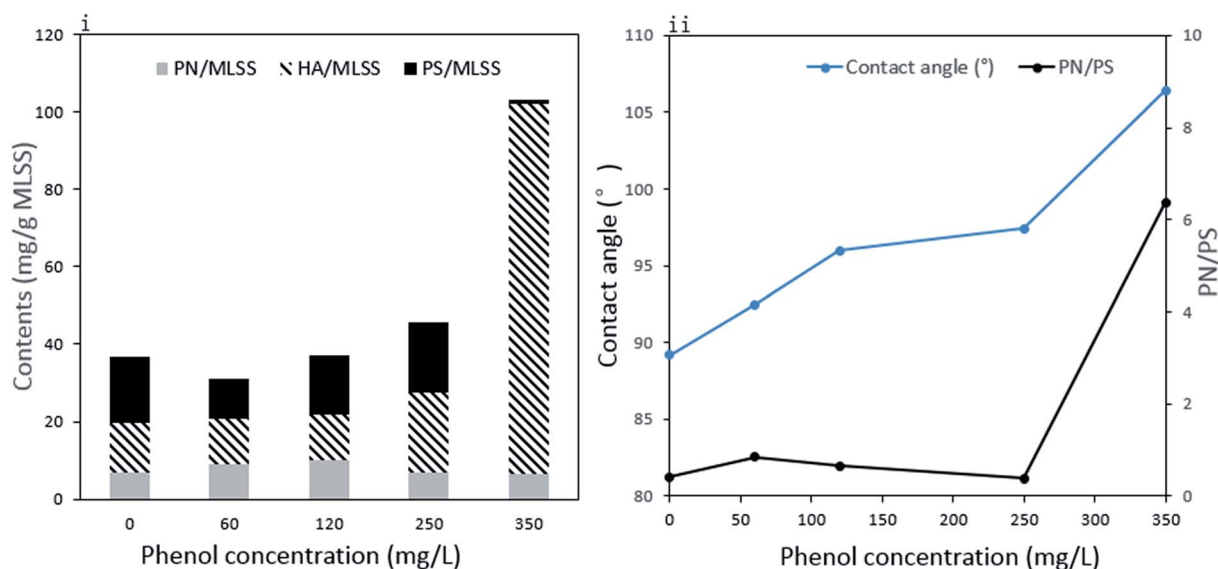 i
120
100
80
60
40
20
0
PN/MLSS HA/MLSS PS/MLSS
Contents (mg/g MLSS)
0 60 120 250 350
Phenol concentration (mg/L)
ii
110
105
100
95
90
85
80
Contact angle (°) PN/PS
Contact angle (°)
10
8
6
4
2
0
PN/PS
0 50 100 150 200 250 300 350
Phenol concentration (mg/L)